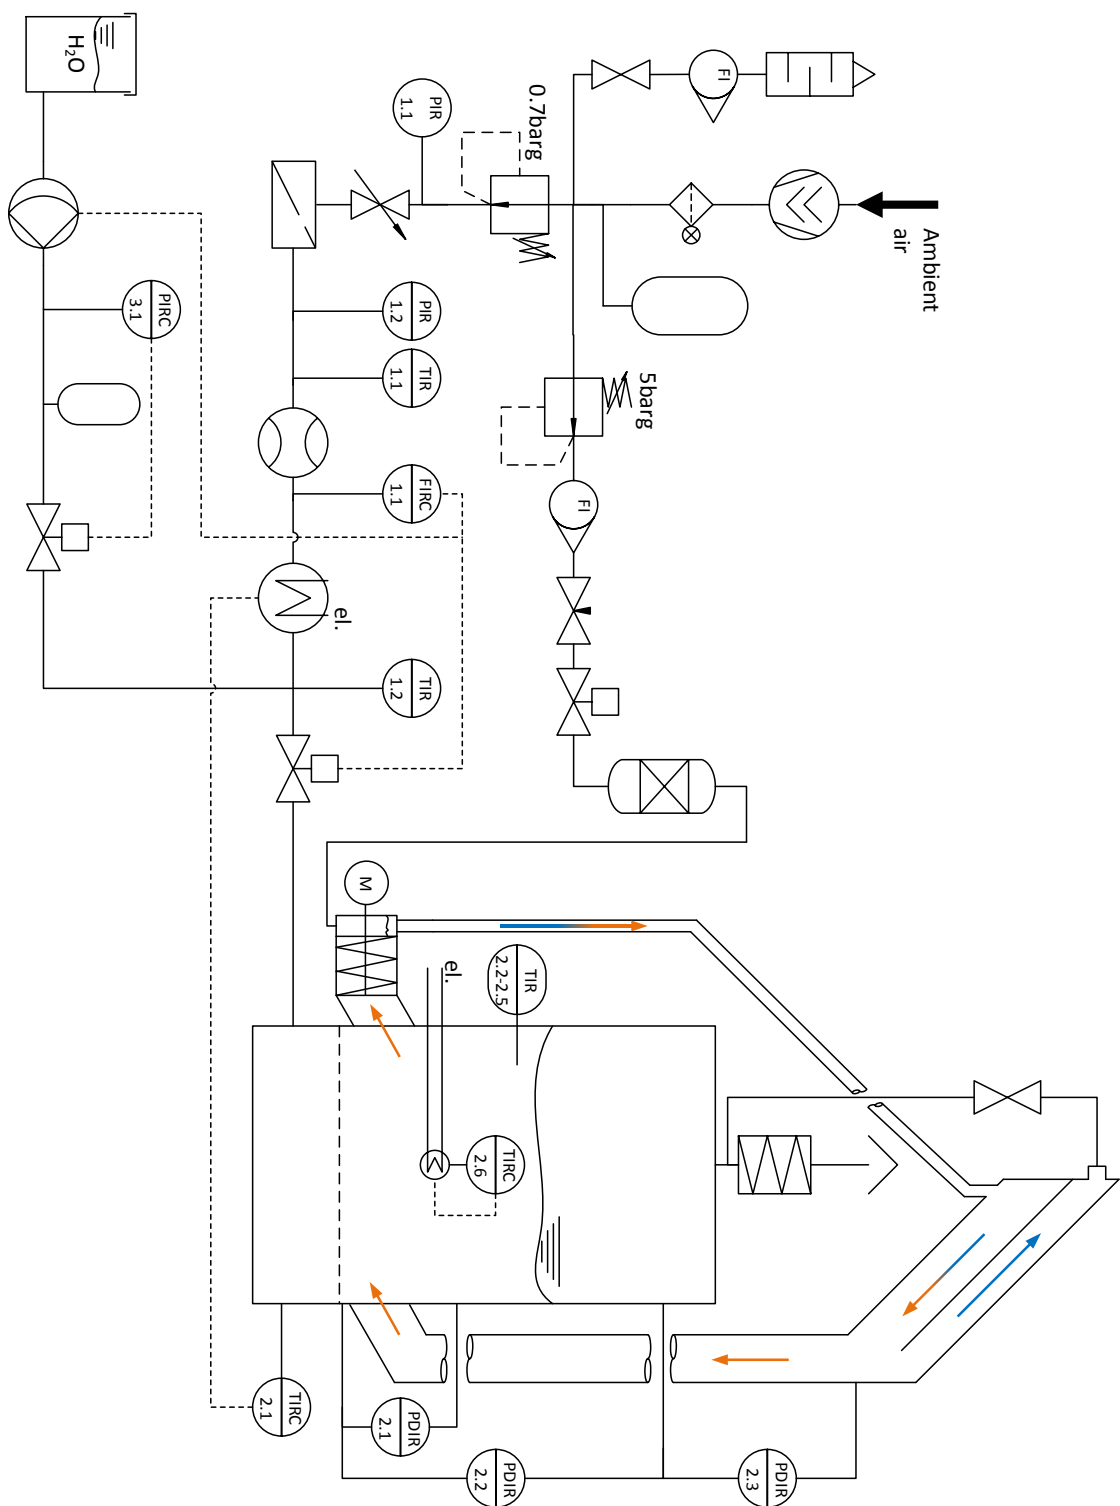 H₂O
FI
0.7barg
PIR
1.1
Ambient
air
PIRC
3.1
PIR
1.2
TIR
1.1
5barg
FIRC
1.1
FI
el.
TIR
1.2
M
el.
TIR
2.2-2.5
TIRC
2.6
TIRC
2.1
PDIR
2.1
PDIR
2.2
PDIR
2.3